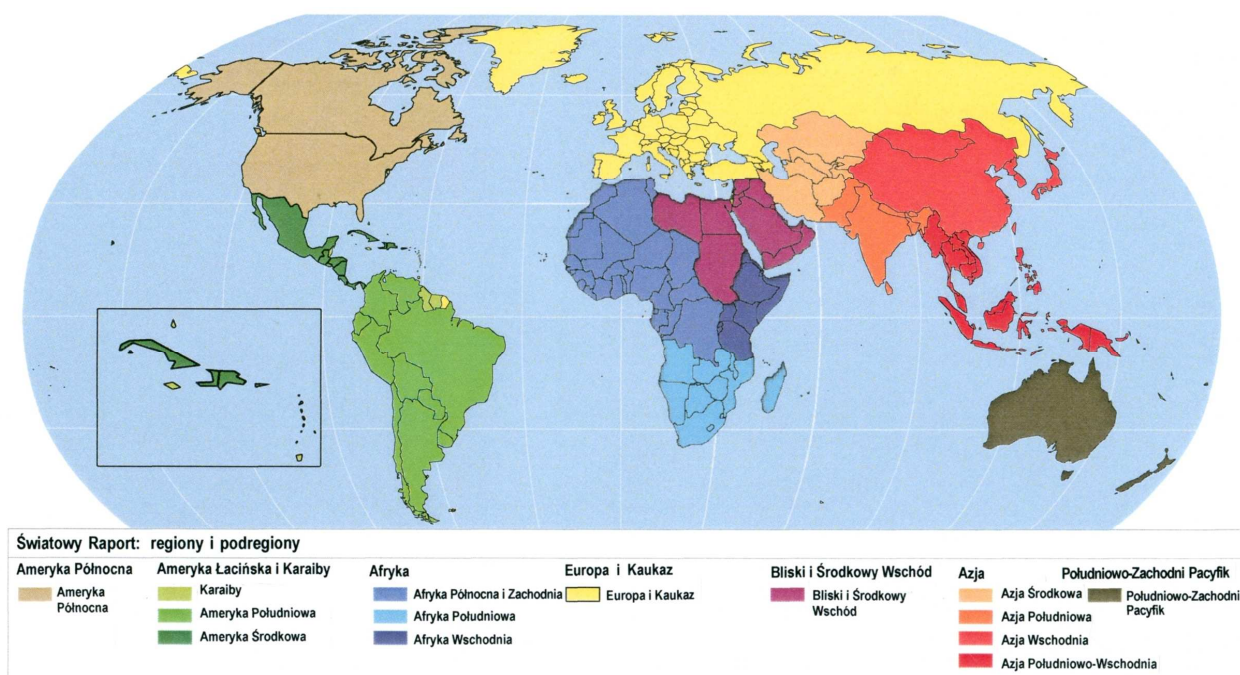 Światowy Raport: regiony i podregiony
Ameryka Północna
Ameryka
Północna
Ameryka Łacińska i Karaiby
Karaiby
Ameryka Południowa
Ameryka Środkowa
Afryka
Afryka Północna i Zachodnia
Afryka Południowa
Afryka Wschodnia
Europa i Kaukaz
Europa i Kaukaz
Bliski i Środkowy Wschód
Bliski i Środkowy
Wschód
Azja
Azja Środkowa
Azja Południowa
Azja Wschodnia
Azja Południowo-Wschodnia
Południowo-Zachodni Pacyfik
Południowo-Zachodni
Pacyfik